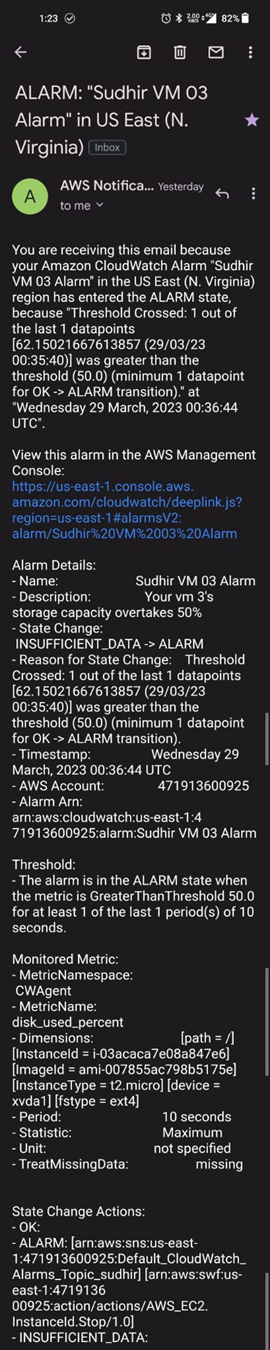 1:23
2.00 KB/S 82%
ALARM: "Sudhir VM 03
Alarm" in US East (N.
Virginia) Inbox
A
AWS Notifica... Yesterday
to me
You are receiving this email because
your Amazon CloudWatch Alarm "Sudhir
VM 03 Alarm" in the US East (N. Virginia)
region has entered the ALARM state,
because "Threshold Crossed: 1 out of
the last 1 datapoints
[62.15021667613857 (29/03/23
00:35:40)] was greater than the
threshold (50.0) (minimum 1 datapoint
for OK -> ALARM transition)." at
"Wednesday 29 March, 2023 00:36:44
UTC".
View this alarm in the AWS Management
Console:
https://us-east-1.console.aws.
amazon.com/cloudwatch/deeplink.js?
region=us-east-1#alarmsV2:
alarm/Sudhir%20VM%2003%20Alarm
Alarm Details:
- Name: Sudhir VM 03 Alarm
- Description: Your vm 3's
storage capacity overtakes 50%
- State Change:
INSUFFICIENT_DATA -> ALARM
- Reason for State Change: Threshold
Crossed: 1 out of the last 1 datapoints
[62.15021667613857 (29/03/23
00:35:40)] was greater than the
threshold (50.0) (minimum 1 datapoint
for OK -> ALARM transition).
- Timestamp: Wednesday 29
March, 2023 00:36:44 UTC
- AWS Account: 471913600925
- Alarm Arn:
arn:aws:cloudwatch:us-east-1:4
71913600925:alarm:Sudhir VM 03 Alarm
Threshold:
- The alarm is in the ALARM state when
the metric is GreaterThanThreshold 50.0
for at least 1 of the last 1 period(s) of 10
seconds.
Monitored Metric:
- MetricNamespace:
CWAgent
- MetricName:
disk_used_percent
- Dimensions: [path = /]
[InstanceId = i-03acaca7e08a847e6]
[ImageId = ami-007855ac798b5175e]
[InstanceType = t2.micro] [device =
xvda1] [fstype = ext4]
- Period: 10 seconds
- Statistic: Maximum
- Unit: not specified
- TreatMissingData: missing
State Change Actions:
- OK:
- ALARM: [arn:aws:sns:us-east-
1:471913600925:Default_CloudWatch_
Alarms_Topic_sudhir] [arn:aws:swf:us-
east-1:4719136
00925:action/actions/AWS_EC2.
InstanceId.Stop/1.0]
- INSUFFICIENT_DATA: